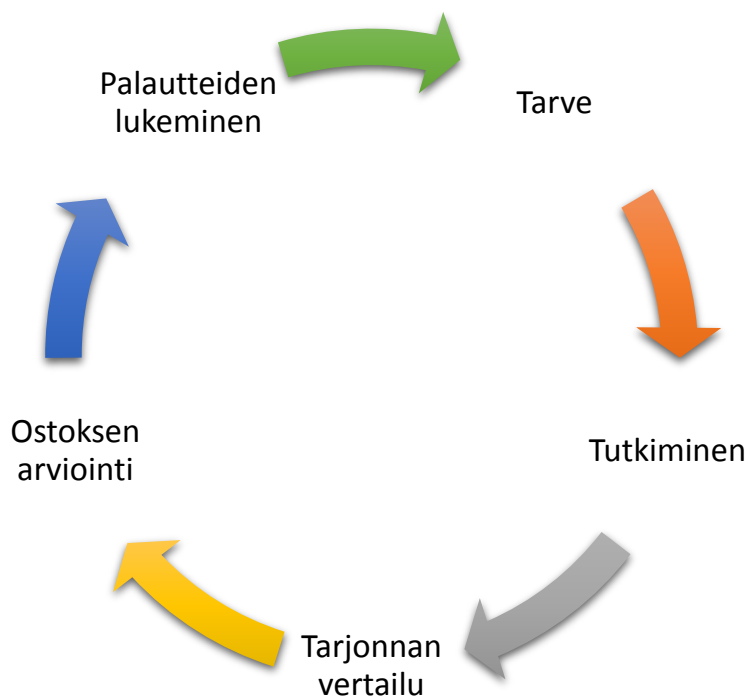 Palautteiden
lukeminen
Tarve
Tutkiminen
Tarjonnan
vertailu
Ostoksen
arviointi